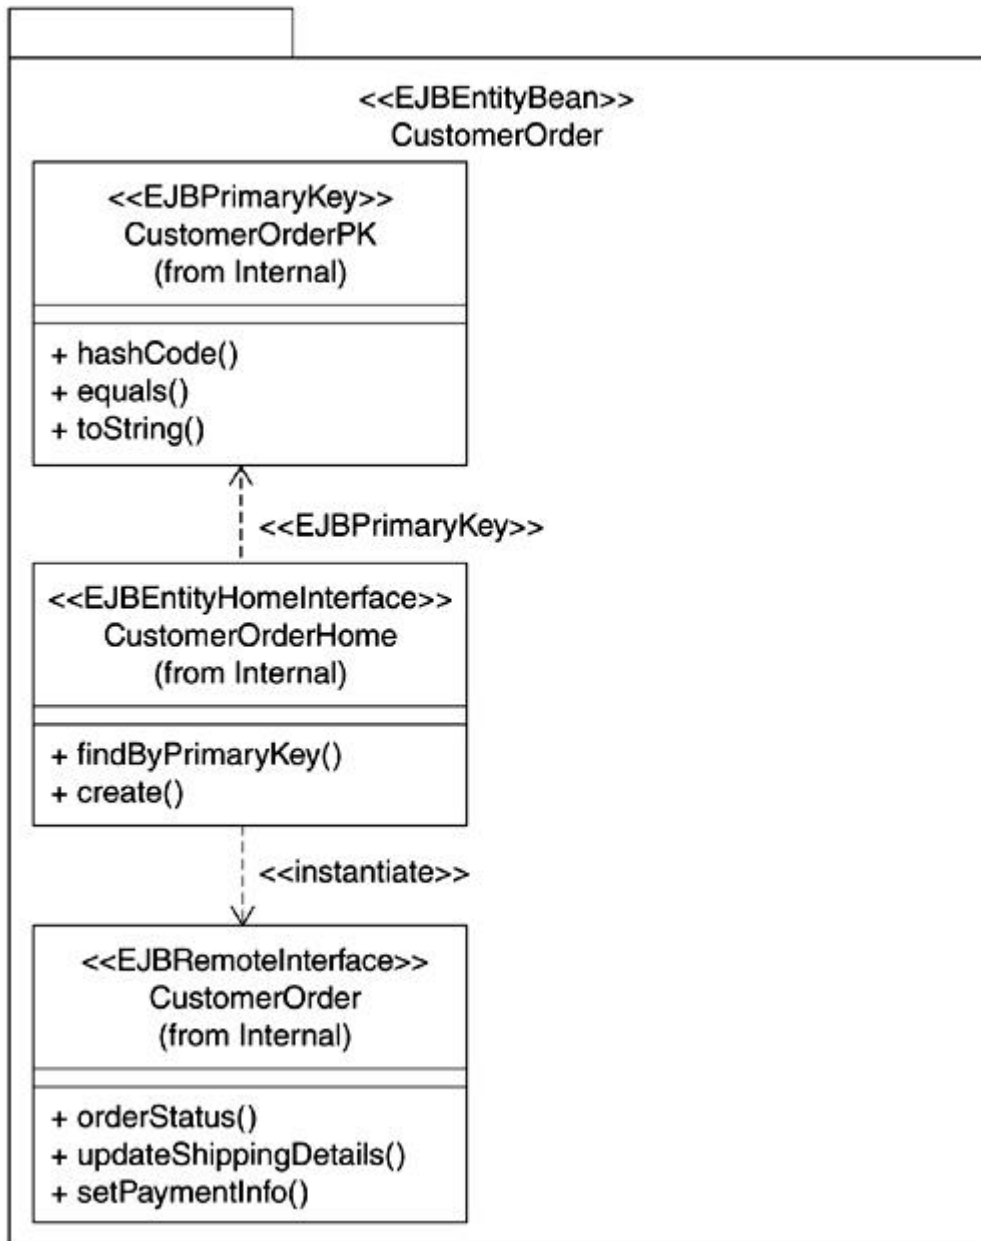 <<EJBEntityBean>>
CustomerOrder
<<EJBPrimaryKey>>
CustomerOrderPK
(from Internal)
+ hashCode()
+ equals()
+ toString()
<<EJBPrimaryKey>>
<<EJBEntityHomeInterface>>
CustomerOrderHome
(from Internal)
+ findByPrimaryKey()
+ create()
<<instantiate>>
<<EJBRemoteInterface>>
CustomerOrder
(from Internal)
+ orderStatus()
+ updateShippingDetails()
+ setPaymentInfo()